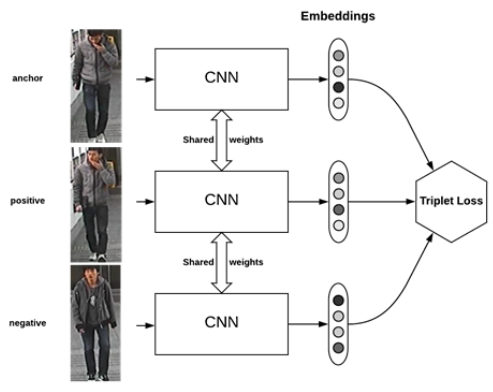 Embeddings
anchor
CNN
Shared weights
positive
CNN
Triplet Loss
Shared weights
negative
CNN